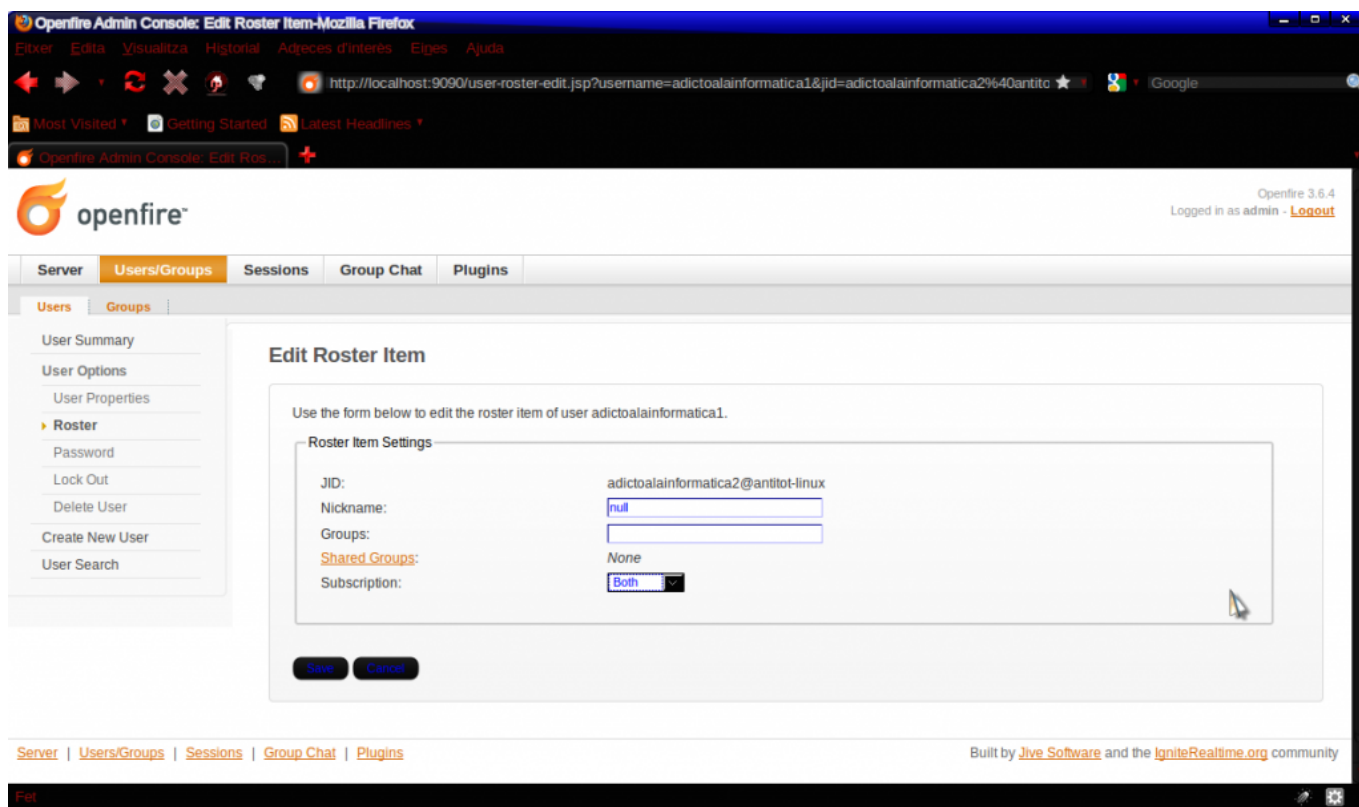 Openfire Admin Console: Edit Roster Item-Mozilla Firefox
Fitxer Edita Visualitza Historial Adreces d'interès Eines Ajuda
http://localhost:9090/user-roster-edit.jsp?username=adictoalainformatica1&jid=adictoalainformatica2%40antito Google
Most Visited Getting Started Latest Headlines
Openfire Admin Console: Edit Ros...
openfire™
Openfire 3.6.4
Logged in as admin - Logout
Server Users/Groups Sessions Group Chat Plugins
Users Groups
User Summary
User Options
User Properties
Roster
Password
Lock Out
Delete User
Create New User
User Search
Edit Roster Item
Use the form below to edit the roster item of user adictoalainformatica1.
Roster Item Settings
JID: adictoalainformatica2@antitot-linux
Nickname: null
Groups:
Shared Groups: None
Subscription: Both
Save Cancel
Server | Users/Groups | Sessions | Group Chat | Plugins
Built by Jive Software and the IgniteRealtime.org community
Fet